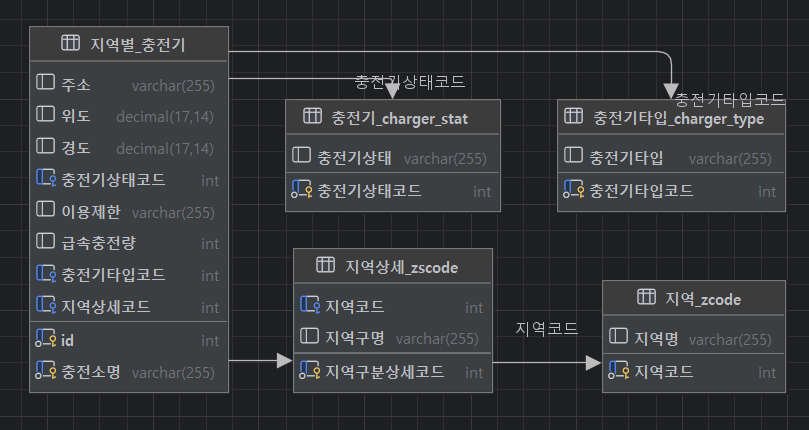 지역별_충전기
주소 varchar(255)
위도 decimal(17,14)
경도 decimal(17,14)
충전기상태코드 int
이용제한 varchar(255)
급속충전량 int
충전기타입코드 int
지역상세코드 int
id int
충전소명 varchar(255)
충전기상태코드
충전기_charger_stat
충전기상태 varchar(255)
충전기상태코드 int
충전기타입코드
충전기타입_charger_type
충전기타입 varchar(255)
충전기타입코드 int
지역상세_zscode
지역코드 int
지역구명 varchar(255)
지역구분상세코드 int
지역코드
지역_zcode
지역명 varchar(255)
지역코드 int